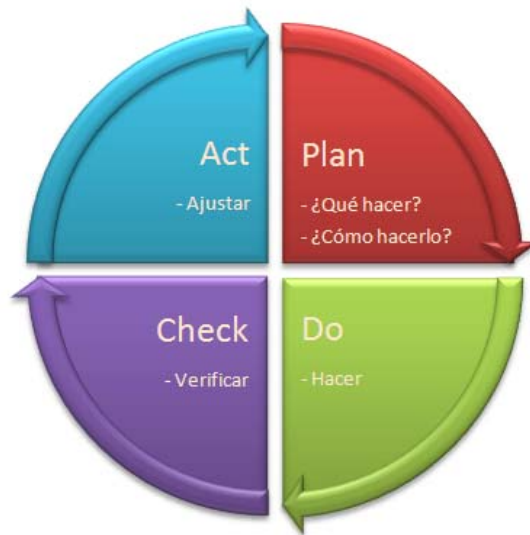 Act
- Ajustar
Plan
- ¿Qué hacer?
- ¿Cómo hacerlo?
Check
- Verificar
Do
- Hacer